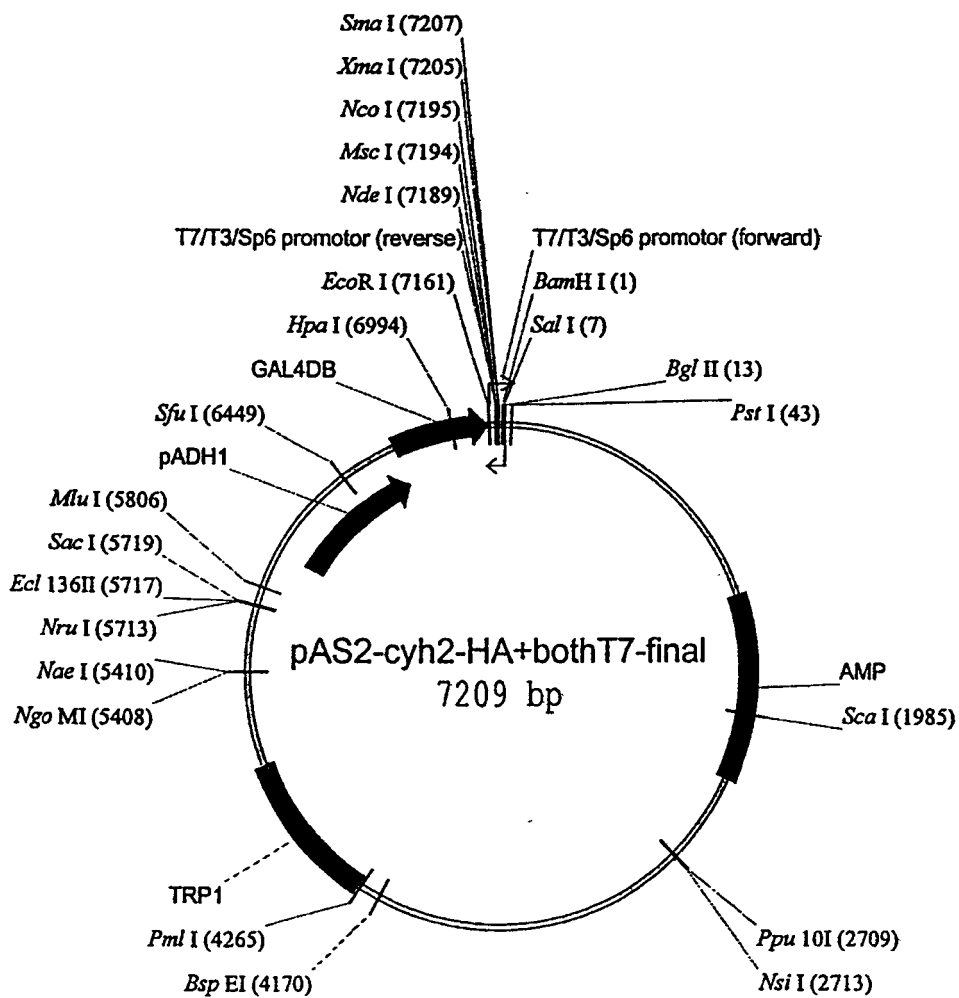 Sma I (7207)
Xma I (7205)
Nco I (7195)
Msc I (7194)
Nde I (7189)
T7/T3/Sp6 promotor (reverse)
T7/T3/Sp6 promotor (forward)
EcoR I (7161)
BamH I (1)
Hpa I (6994)
Sal I (7)
GAL4DB
Bgl II (13)
Sfu I (6449)
Pst I (43)
pADH1
Mlu I (5806)
Sac I (5719)
Ecl 136II (5717)
Nru I (5713)
Nae I (5410)
Ngo MI (5408)
pAS2-cyh2-HA+bothT7-final
7209 bp
AMP
Sca I (1985)
TRP1
Pml I (4265)
Bsp EI (4170)
Ppu 10I (2709)
Nsi I (2713)